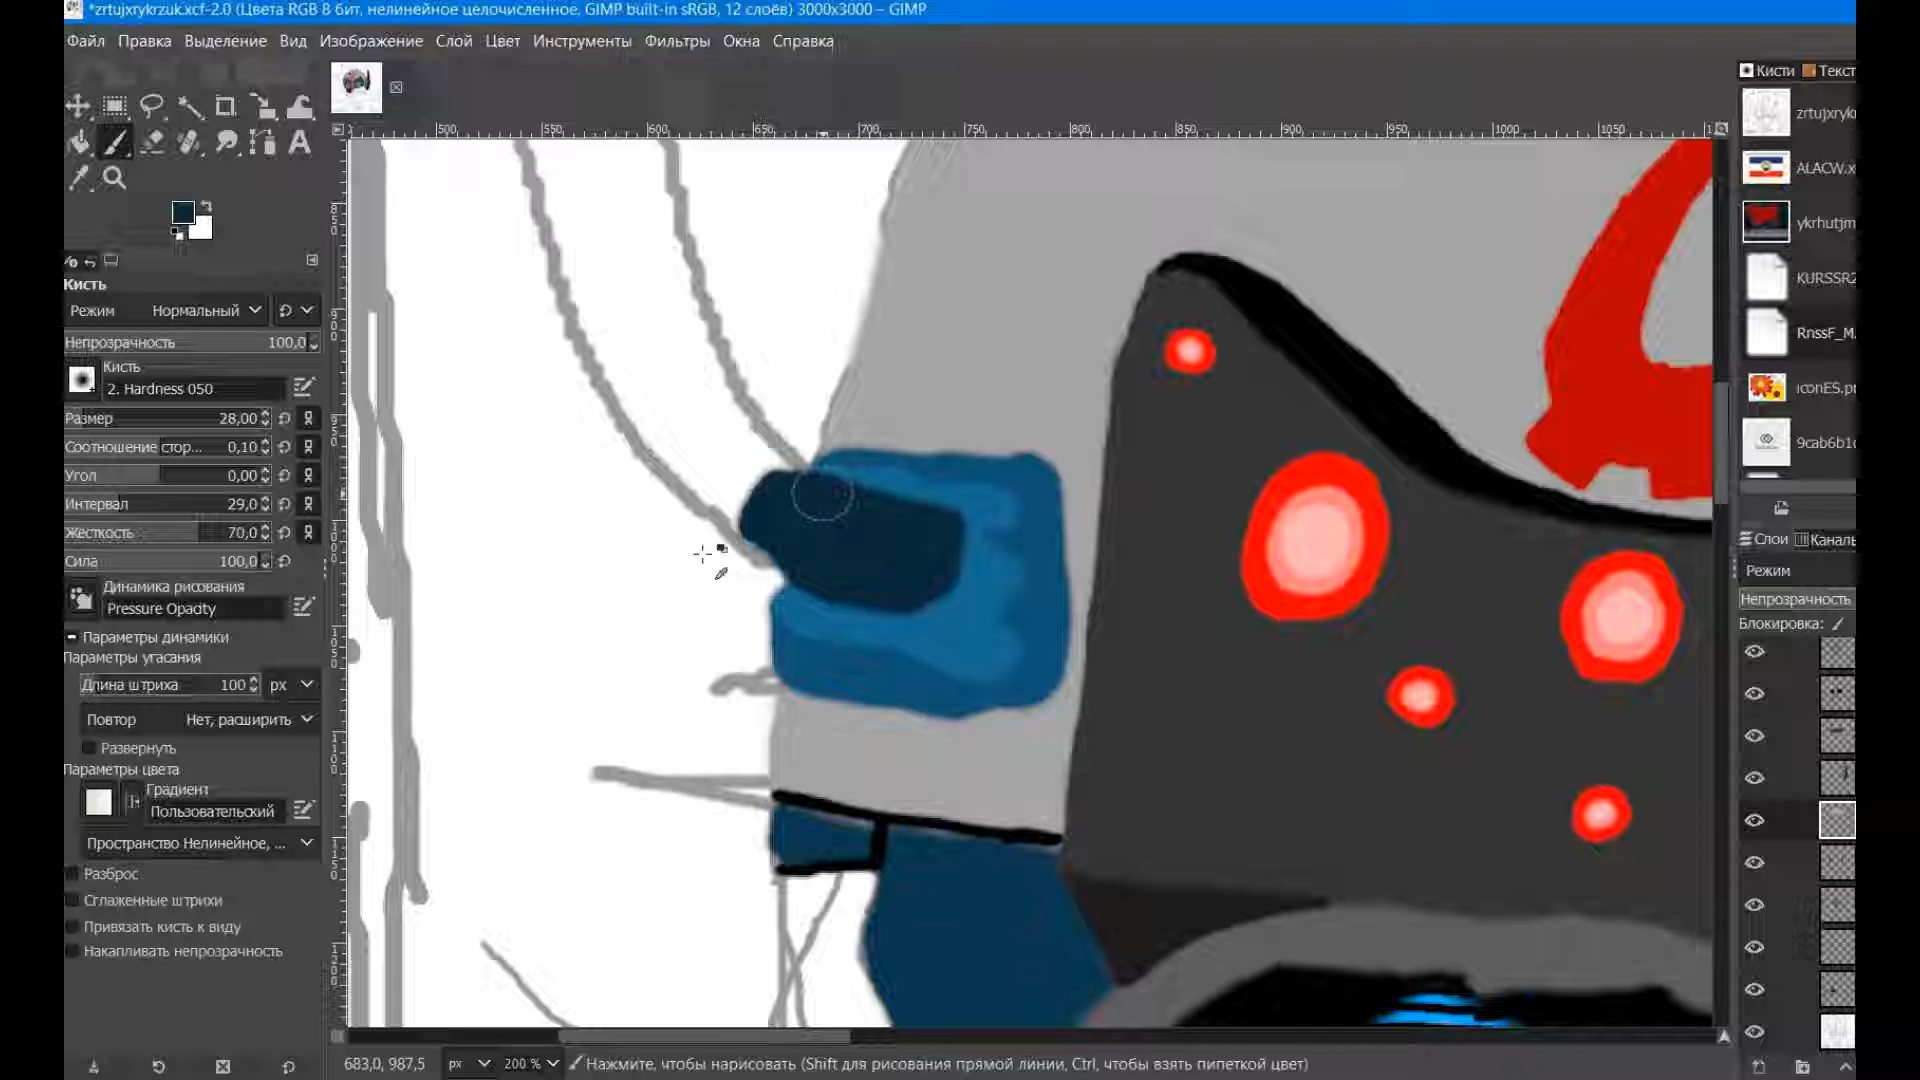 *zrtujxrykrzuk.xcf-2.0 (Цвета RGB 8 бит, нелинейное целочисленное, GIMP built-in sRGB, 12 слоёв) 3000x3000 – GIMP
Файл Правка Выделение Вид Изображение Слой Цвет Инструменты Фильтры Окна Справка
Кисти Текст
500 550 600 650 700 750 800 850 900 950 1000 1050
zrtujxrykr
ALACW.x
ykrhutjm
KURSSR2
RnssF_M.
iconES.pr
9cab6b1c
Кисть
Режим Нормальный
Непрозрачность 100,0
Кисть
2. Hardness 050
Размер 28,00
Соотношение стор... 0,10
Угол 0,00
Интервал 29,0
Жесткость 70,0
Сила 100,0
Динамика рисования
Pressure Opacity
Параметры динамики
Параметры угасания
Длина штриха 100 px
Повтор Нет, расширить
Развернуть
Параметры цвета
Градиент
Пользовательский
Пространство Нелинейное, ...
Разброс
Сглаженные штрихи
Привязать кисть к виду
Накапливать непрозрачность
Слои Каналь
Режим
Непрозрачность
Блокировка:
683,0, 987,5 px 200 % Нажмите, чтобы нарисовать (Shift для рисования прямой линии, Ctrl, чтобы взять пипеткой цвет)